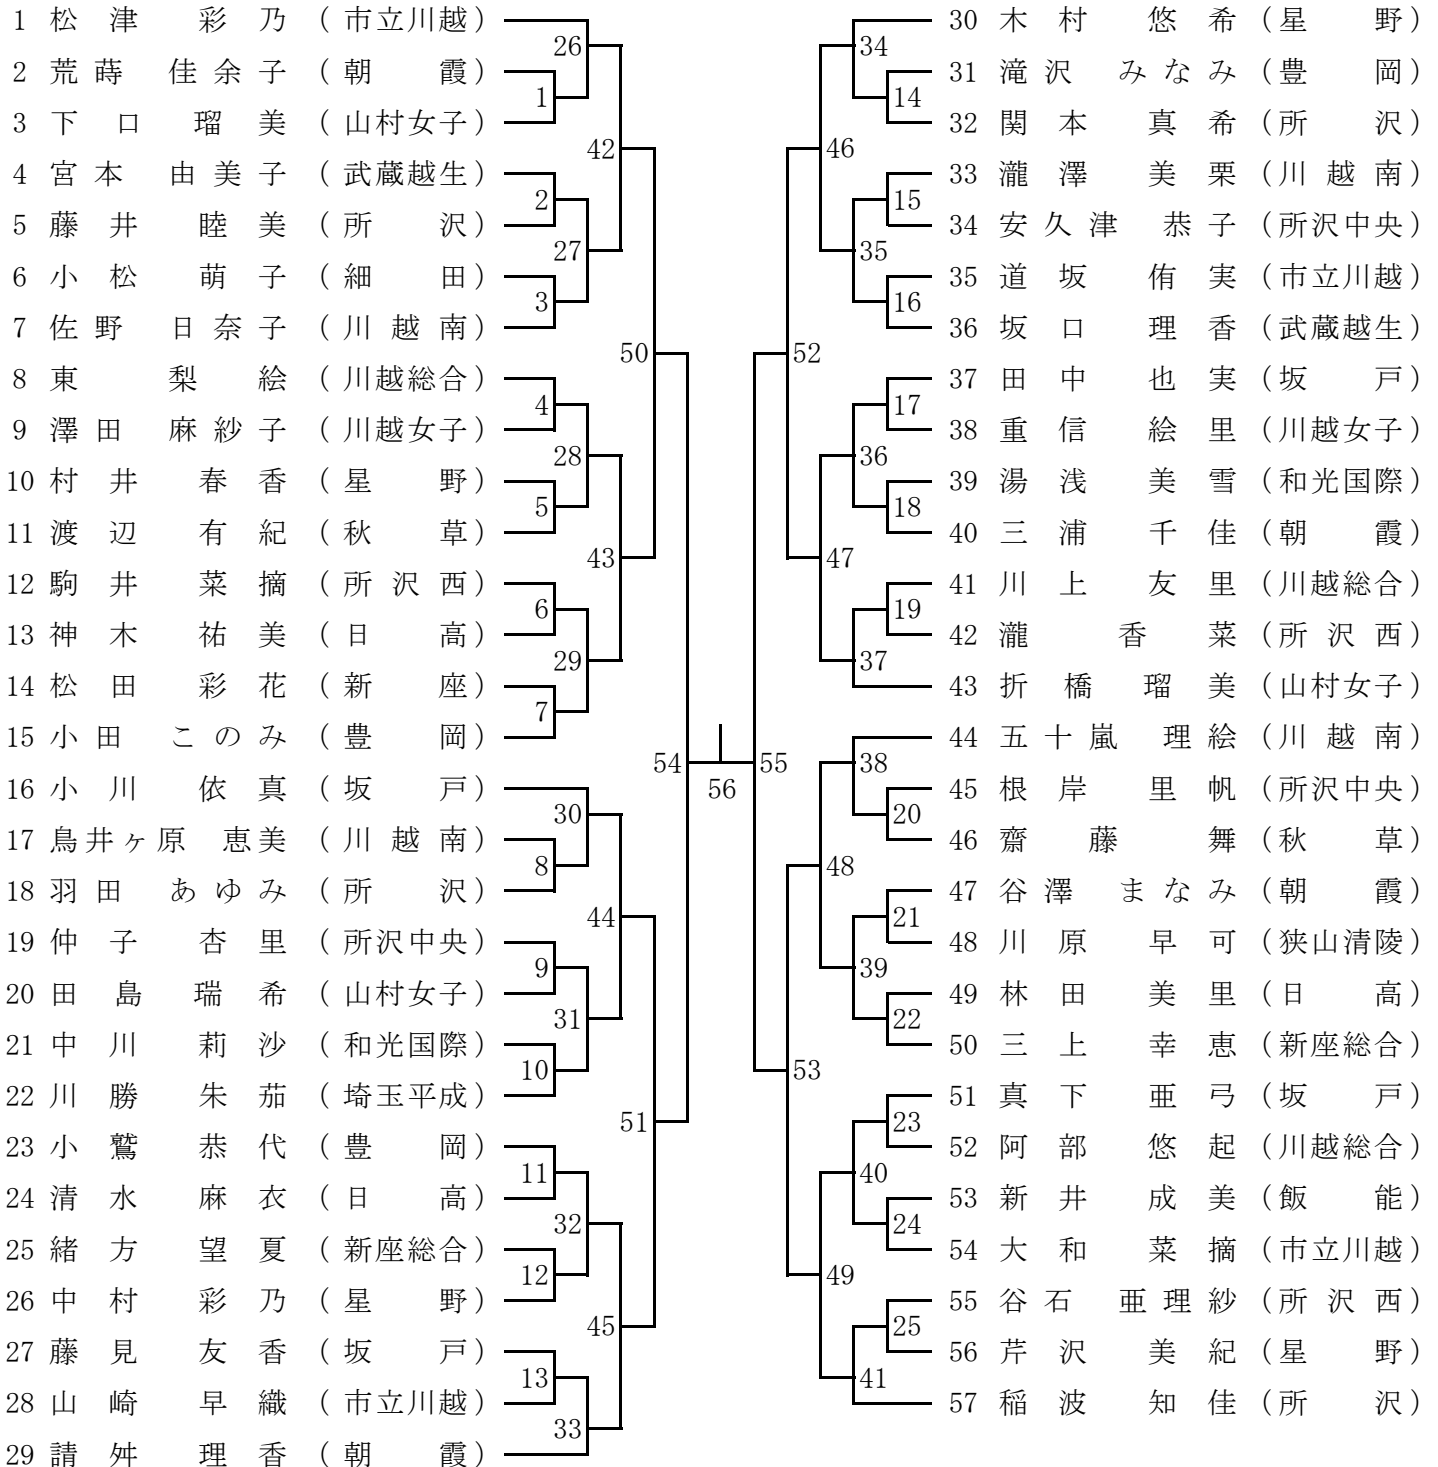 1 松津 彩乃 (市立川越)
2 荒蒔 佳余子 (朝霞)
3 下口 瑠美 (山村女子)
4 宮本 由美子 (武蔵越生)
5 藤井 睦美 (所沢)
6 小松 萌子 (細田)
7 佐野 日奈子 (川越南)
8 東 梨絵 (川越総合)
9 澤田 麻紗子 (川越女子)
10 村井 春香 (星野)
11 渡辺 有紀 (秋草)
12 駒井 菜摘 (所沢西)
13 神木 祐美 (日高)
14 松田 彩花 (新座)
15 小田 このみ (豊岡)
16 小川 依真 (坂戸)
17 鳥井ヶ原 恵美 (川越南)
18 羽田 あゆみ (所沢)
19 仲子 杏里 (所沢中央)
20 田島 瑞希 (山村女子)
21 中川 莉沙 (和光国際)
22 川勝 朱茄 (埼玉平成)
23 小鷲 恭代 (豊岡)
24 清水 麻衣 (日高)
25 緒方 望夏 (新座総合)
26 中村 彩乃 (星野)
27 藤見 友香 (坂戸)
28 山崎 早織 (市立川越)
29 請舛 理香 (朝霞)
1
2
3
4
5
6
7
8
9
10
11
12
13
26
27
28
29
30
31
32
33
42
43
44
45
50
51
54
56
55
52
53
46
47
48
49
34
35
36
37
38
39
40
41
14
15
16
17
18
19
20
21
22
23
24
25
30 木村 悠希 (星野)
31 滝沢 みなみ (豊岡)
32 関本 真希 (所沢)
33 瀧澤 美栗 (川越南)
34 安久津 恭子 (所沢中央)
35 道坂 侑実 (市立川越)
36 坂口 理香 (武蔵越生)
37 田中 也実 (坂戸)
38 重信 絵里 (川越女子)
39 湯浅 美雪 (和光国際)
40 三浦 千佳 (朝霞)
41 川上 友里 (川越総合)
42 瀧 香菜 (所沢西)
43 折橋 瑠美 (山村女子)
44 五十嵐 理絵 (川越南)
45 根岸 里帆 (所沢中央)
46 齋藤 舞 (秋草)
47 谷澤 まなみ (朝霞)
48 川原 早可 (狭山清陵)
49 林田 美里 (日高)
50 三上 幸恵 (新座総合)
51 真下 亜弓 (坂戸)
52 阿部 悠起 (川越総合)
53 新井 成美 (飯能)
54 大和 菜摘 (市立川越)
55 谷石 亜理紗 (所沢西)
56 芹沢 美紀 (星野)
57 稲波 知佳 (所沢)